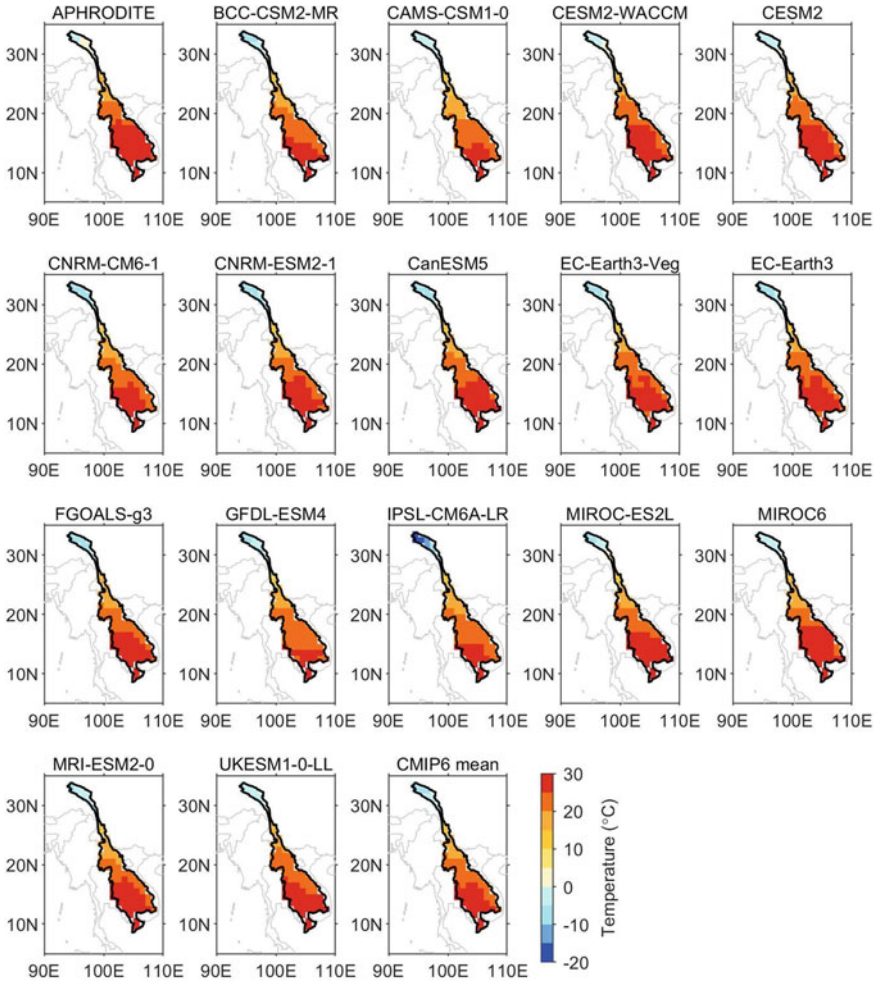 APHRODITE BCC-CSM2-MR CAMS-CSM1-0 CESM2-WACCM CESM2
30N 30N 30N 30N 30N
20N 20N 20N 20N 20N
10N 10N 10N 10N 10N
90E 100E 110E 90E 100E 110E 90E 100E 110E 90E 100E 110E 90E 100E 110E
CNRM-CM6-1 CNRM-ESM2-1 CanESM5 EC-Earth3-Veg EC-Earth3
30N 30N 30N 30N 30N
20N 20N 20N 20N 20N
10N 10N 10N 10N 10N
90E 100E 110E 90E 100E 110E 90E 100E 110E 90E 100E 110E 90E 100E 110E
FGOALS-g3 GFDL-ESM4 IPSL-CM6A-LR MIROC-ES2L MIROC6
30N 30N 30N 30N 30N
20N 20N 20N 20N 20N
10N 10N 10N 10N 10N
90E 100E 110E 90E 100E 110E 90E 100E 110E 90E 100E 110E 90E 100E 110E
MRI-ESM2-0 UKESM1-0-LL CMIP6 mean
30N 30N 30N
20N 20N 20N
10N 10N 10N
90E 100E 110E 90E 100E 110E 90E 100E 110E
30
20
10
0
-10
-20
Temperature (°C)